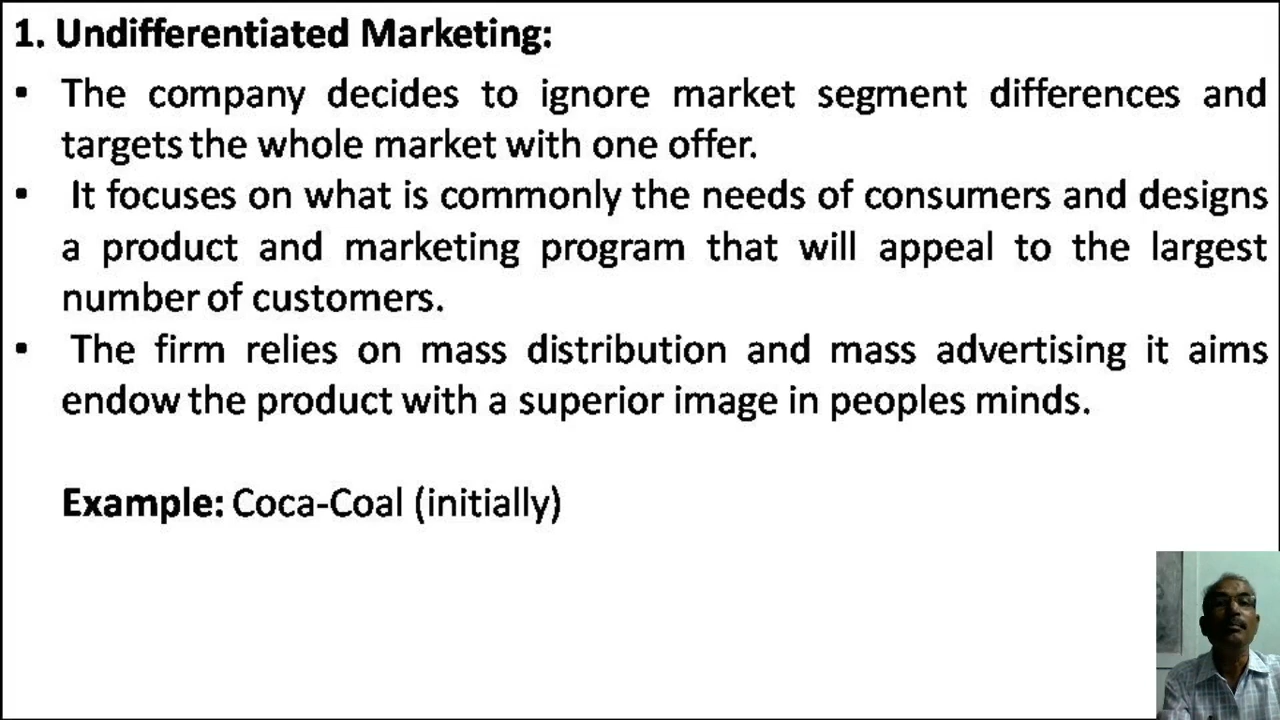 1. Undifferentiated Marketing:
• The company decides to ignore market segment differences and
targets the whole market with one offer.
• It focuses on what is commonly the needs of consumers and designs
a product and marketing program that will appeal to the largest
number of customers.
• The firm relies on mass distribution and mass advertising it aims
endow the product with a superior image in peoples minds.
Example: Coca-Coal (initially)